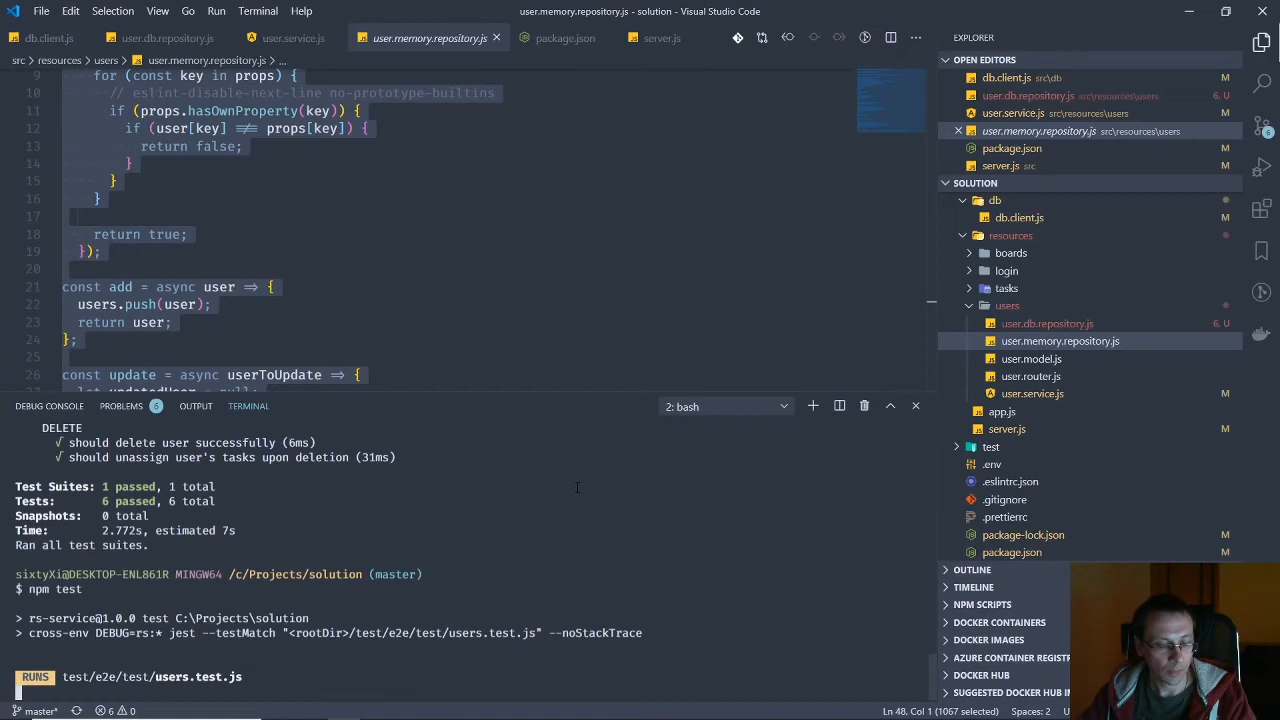 File Edit Selection View Go Run Terminal Help
user.memory.repository.js - solution - Visual Studio Code
db.client.js user.db.repository.js user.service.js user.memory.repository.js package.json server.js
src > resources > users > user.memory.repository.js > ...
9 for (const key in props) {
10 // eslint-disable-next-line no-prototype-builtins
11 if (props.hasOwnProperty(key)) {
12 if (user[key] !== props[key]) {
13 return false;
14 }
15 }
16 }
17
18 return true;
19 });
20
21 const add = async user => {
22 users.push(user);
23 return user;
24 };
25
26 const update = async userToUpdate => {
27 let updatedUser = null;
DEBUG CONSOLE PROBLEMS 6 OUTPUT TERMINAL 2: bash
DELETE
√ should delete user successfully (6ms)
√ should unassign user's tasks upon deletion (31ms)
Test Suites: 1 passed, 1 total
Tests: 6 passed, 6 total
Snapshots: 0 total
Time: 2.772s, estimated 7s
Ran all test suites.
sixtyXi@DESKTOP-ENL861R MINGW64 /c/Projects/solution (master)
$ npm test
> rs-service@1.0.0 test C:\Projects\solution
> cross-env DEBUG=rs:* jest --testMatch "<rootDir>/test/e2e/test/users.test.js" --noStackTrace
RUNS test/e2e/test/users.test.js
EXPLORER
OPEN EDITORS
db.client.js src\db M
user.db.repository.js src\resources\users 6, U
user.service.js src\resources\users M
user.memory.repository.js src\resources\users
package.json M
server.js src M
SOLUTION
db
db.client.js M
resources
boards
login
tasks
users
user.db.repository.js 6, U
user.memory.repository.js
user.model.js M
user.router.js M
user.service.js M
app.js M
server.js M
test
.env
.eslintrc.json
.gitignore
.prettierrc
package-lock.json M
package.json M
OUTLINE
TIMELINE
NPM SCRIPTS
DOCKER CONTAINERS
DOCKER IMAGES
AZURE CONTAINER REGISTR
DOCKER HUB
SUGGESTED DOCKER HUB IM
6
master* 6 0 Ln 48, Col 1 (1067 selected) Spaces: 2 U